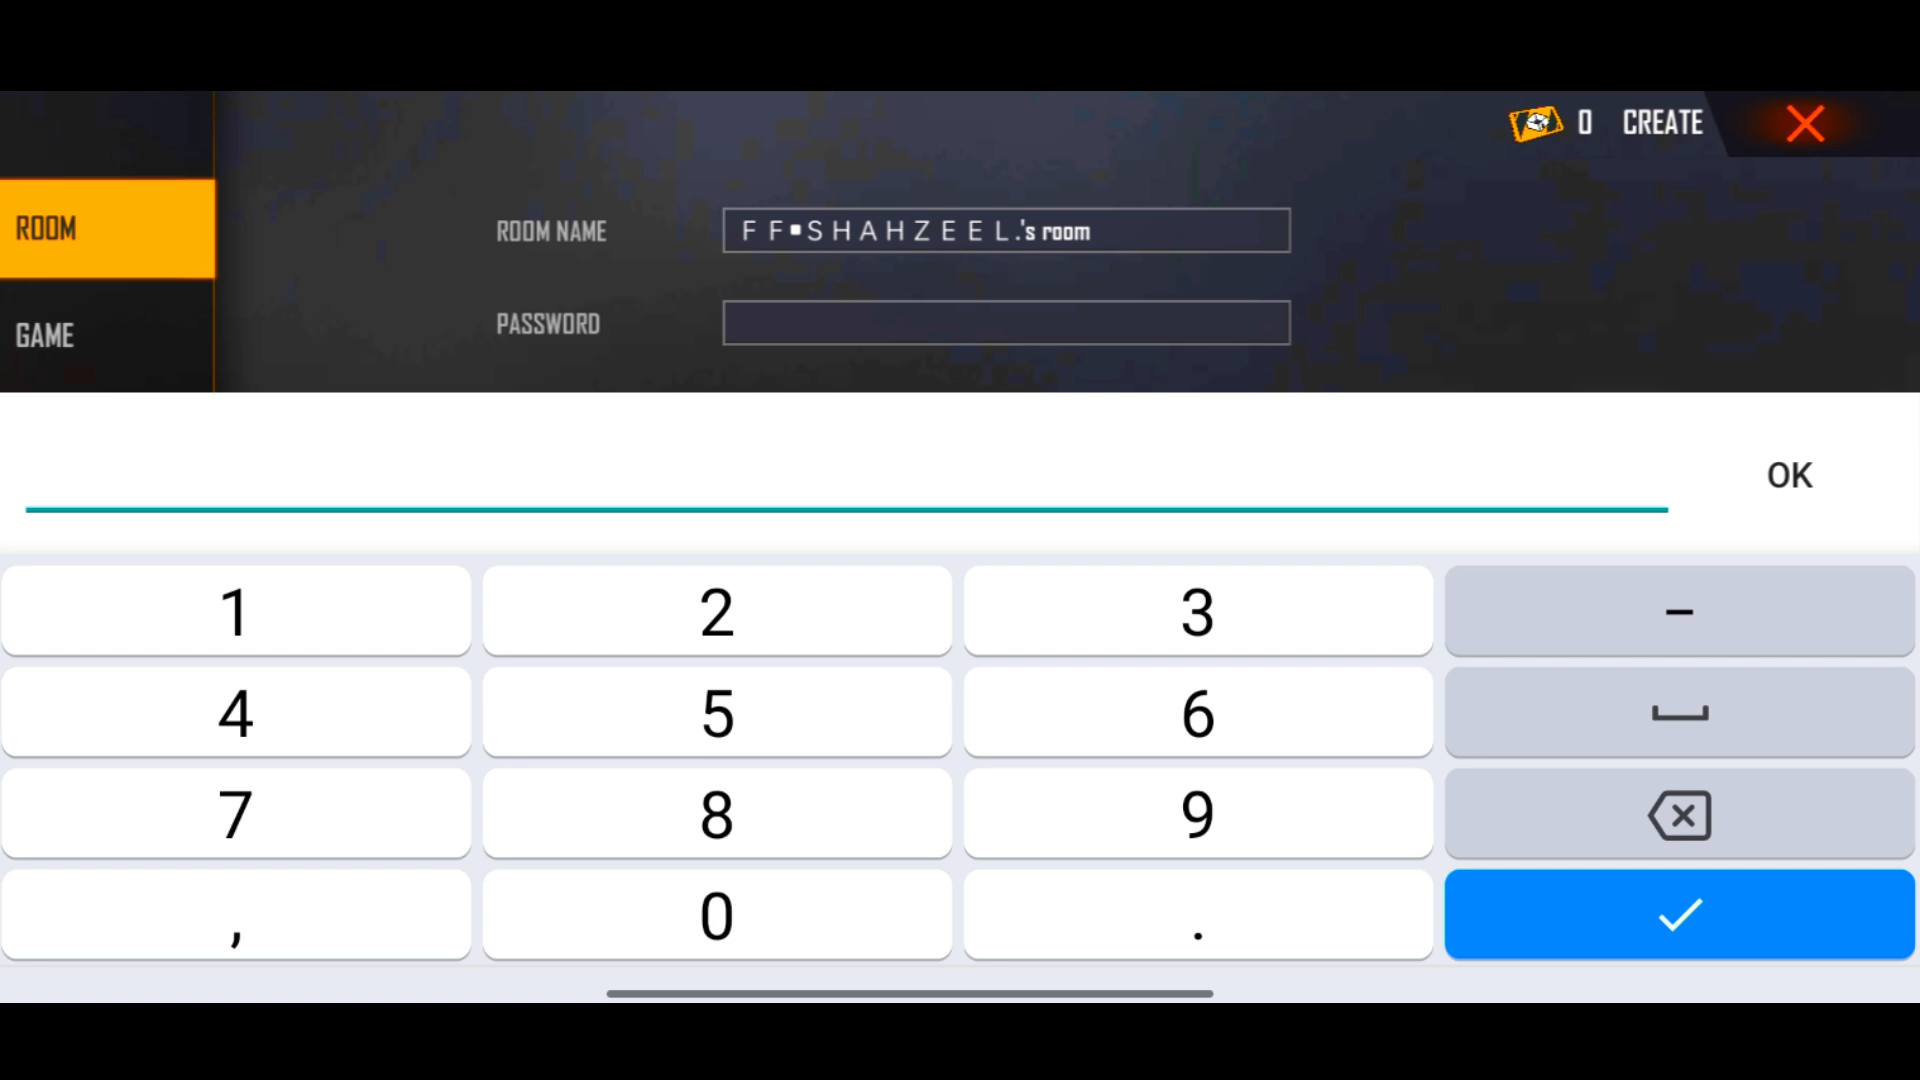 0 CREATE
ROOM
ROOM NAME F F▪S H A H Z E E L.'s room
GAME
PASSWORD
OK
1 2 3 –
4 5 6
7 8 9
, 0 .